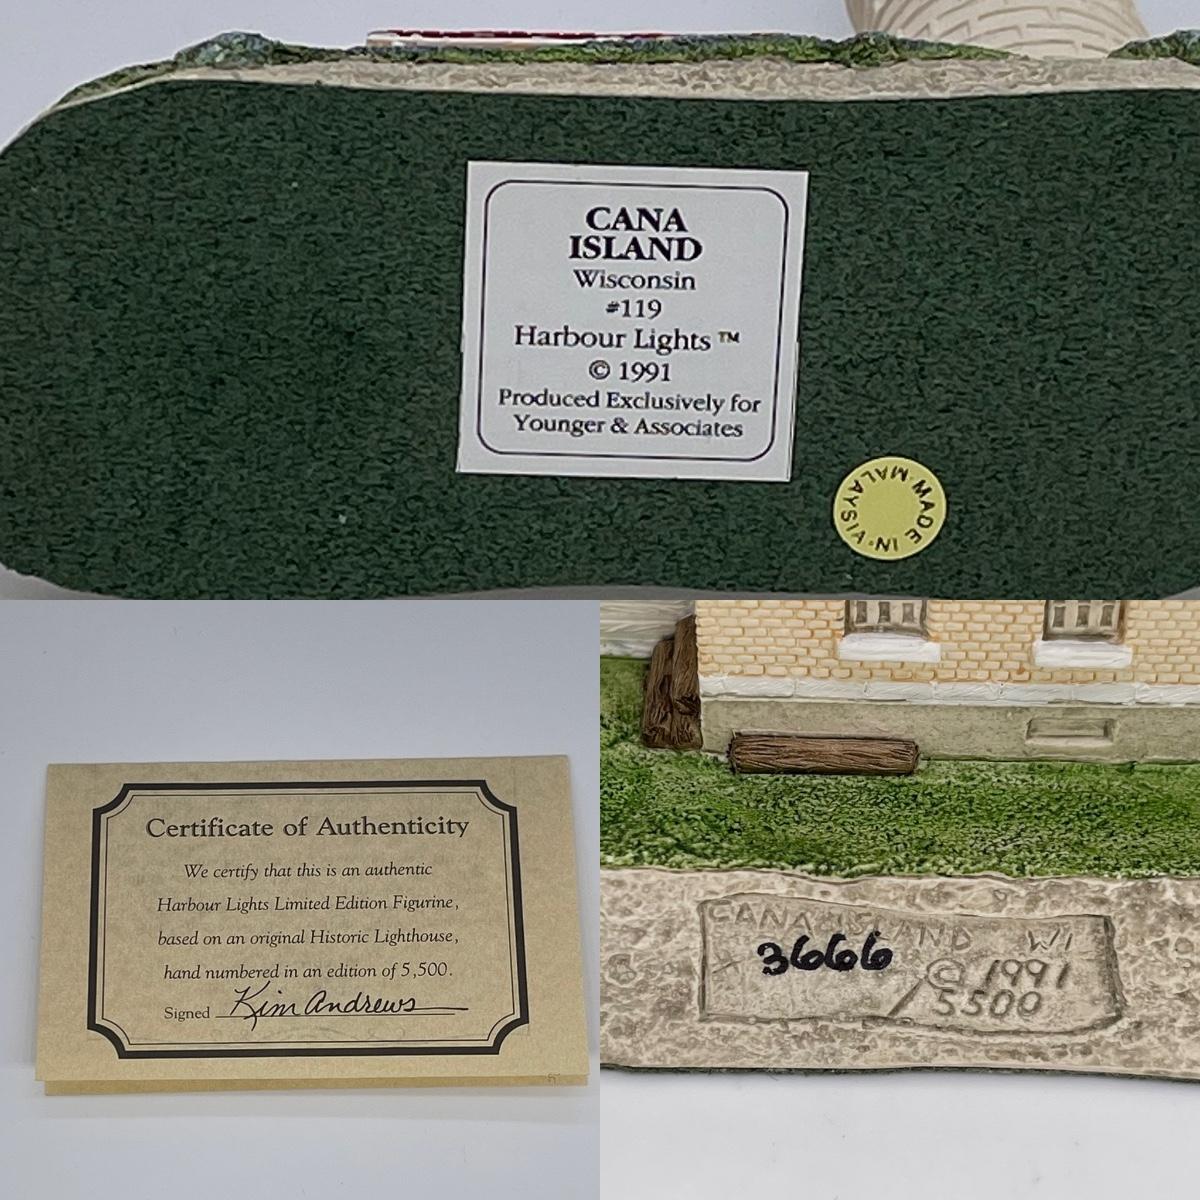 CANA
ISLAND
Wisconsin
#119
Harbour Lights ™
© 1991
Produced Exclusively for
Younger & Associates
MADE IN MALAYSIA
Certificate of Authenticity
We certify that this is an authentic
Harbour Lights Limited Edition Figurine,
based on an original Historic Lighthouse,
hand numbered in an edition of 5,500.
Signed Kim Andrews
CANA ISLAND WI
3666 © 1991
/ 5500